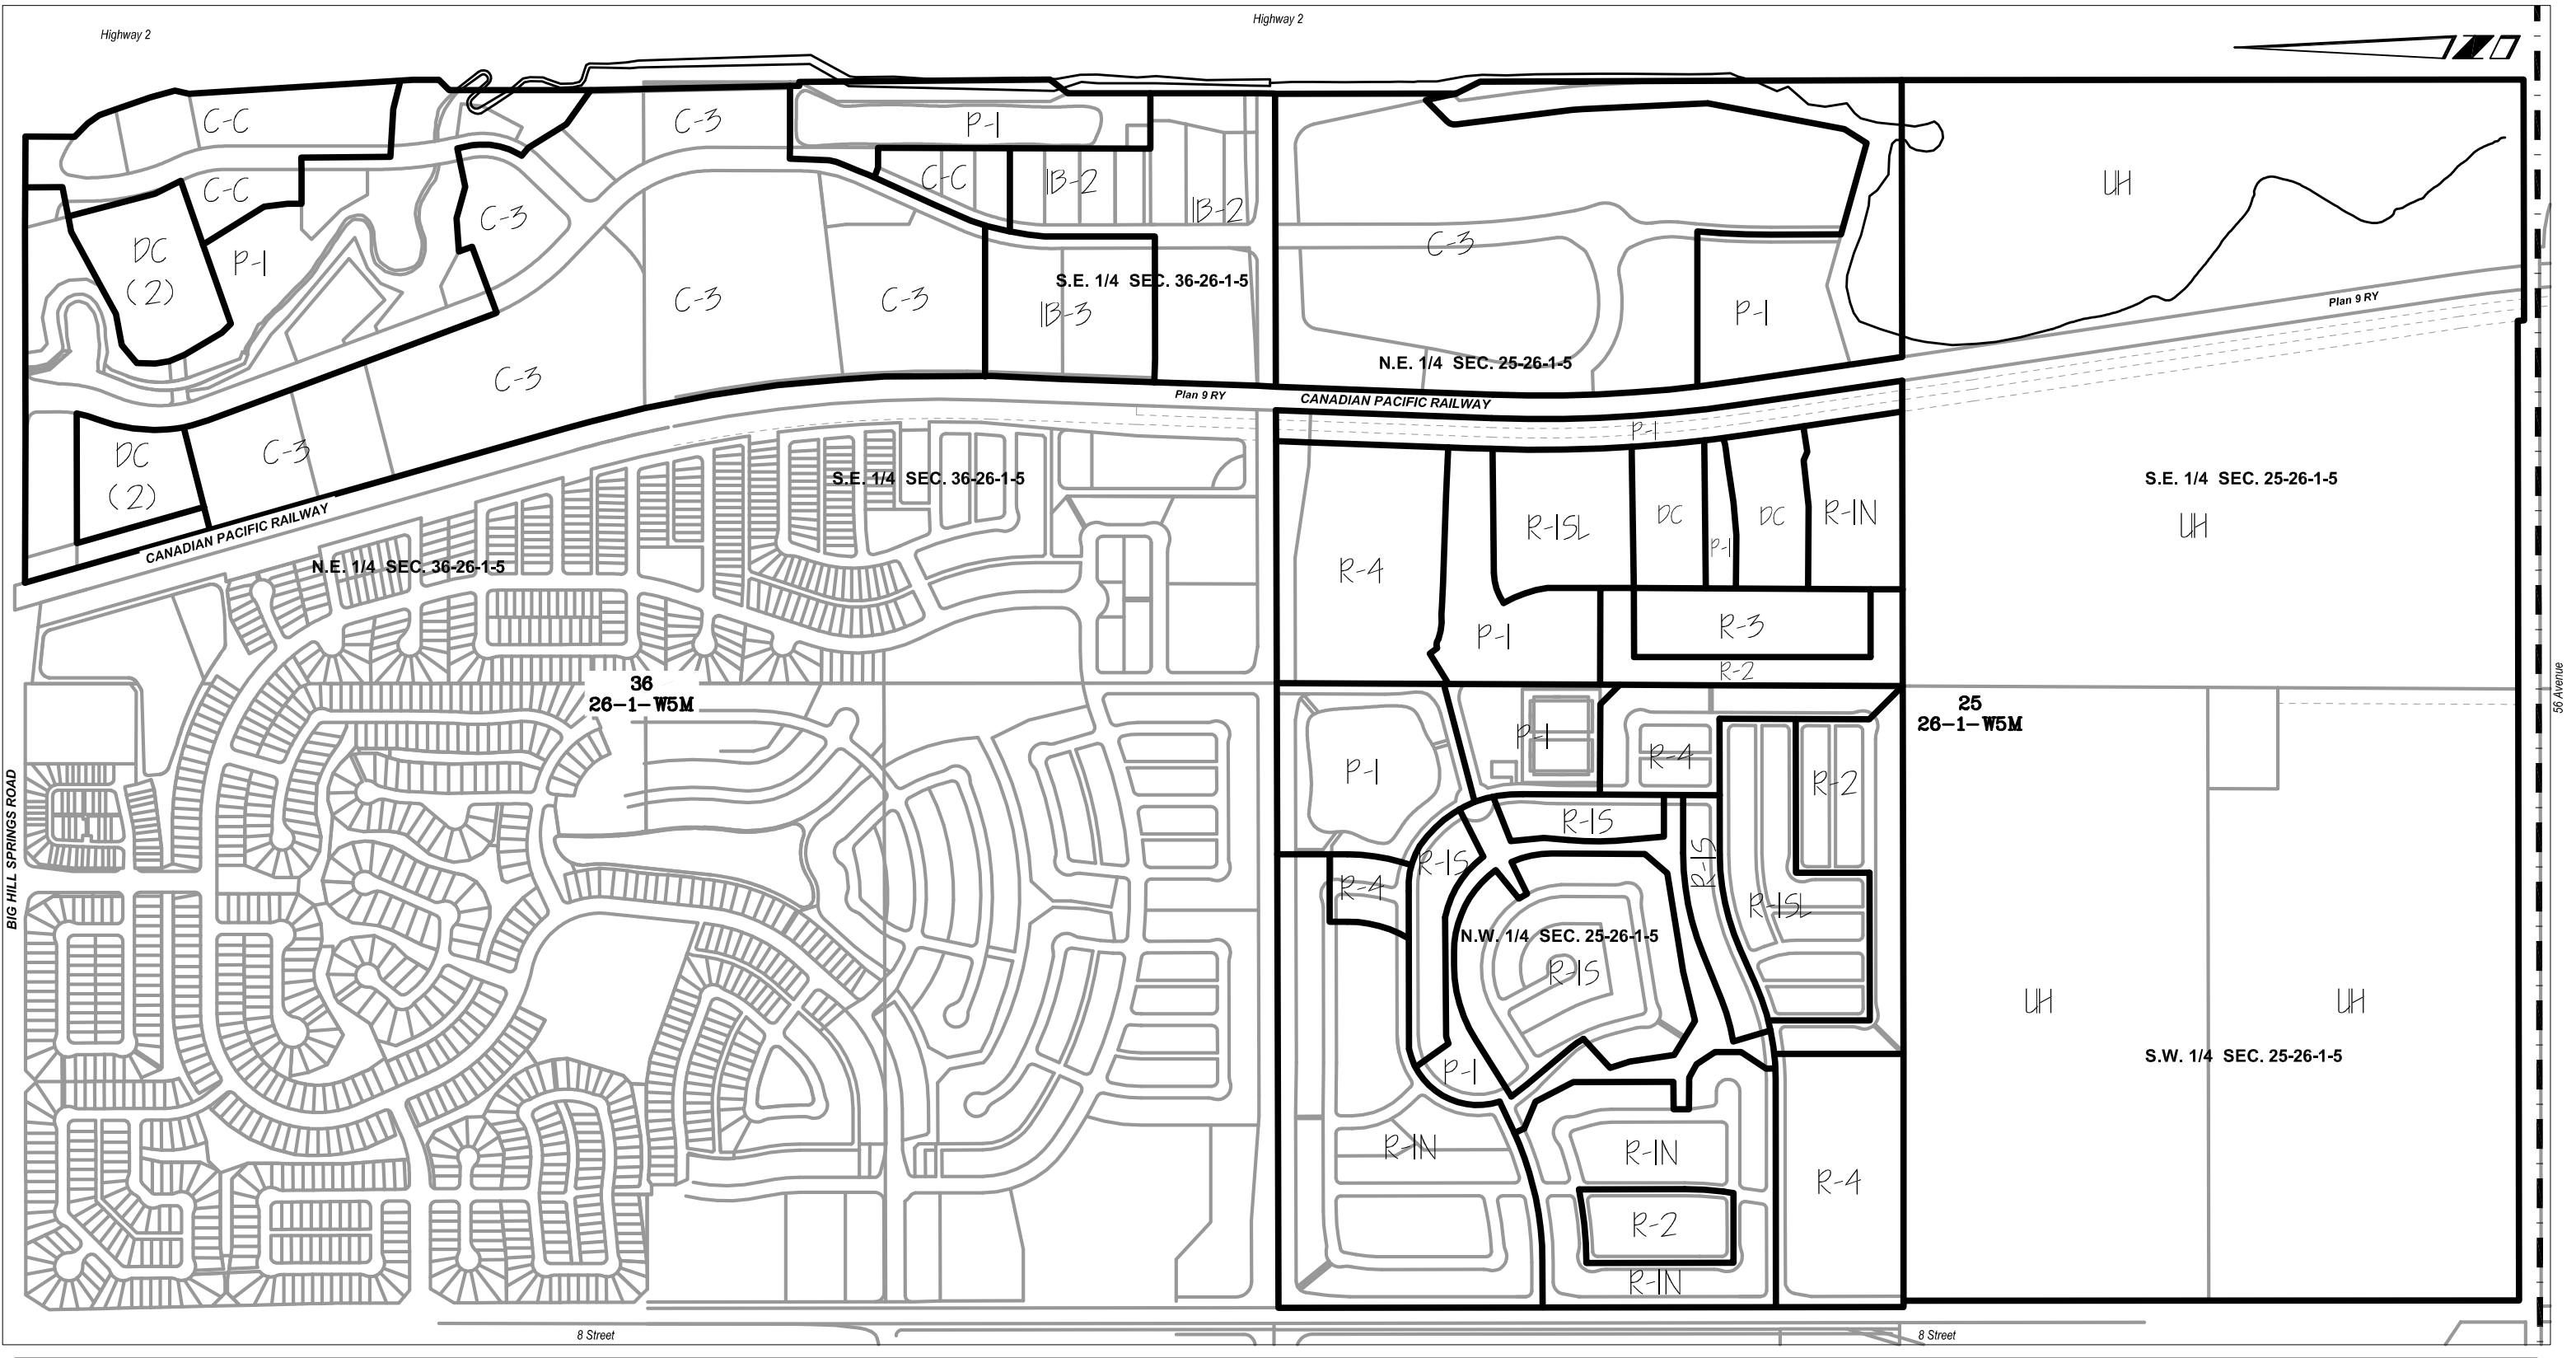 Highway 2
Highway 2
C-C
C-3
P-1
C-C
C-C
IB-2
IB-2
UH
C-3
DC
(2)
P-1
C-3
C-3
C-3
S.E. 1/4 SEC. 36-26-1-5
IB-3
P-1
Plan 9 RY
N.E. 1/4 SEC. 25-26-1-5
C-3
Plan 9 RY
CANADIAN PACIFIC RAILWAY
P-1
DC
(2)
C-3
S.E. 1/4 SEC. 36-26-1-5
S.E. 1/4 SEC. 25-26-1-5
UH
CANADIAN PACIFIC RAILWAY
N.E. 1/4 SEC. 36-26-1-5
R-4
R-1SL
DC
P-1
DC
R-1N
P-1
R-3
R-2
36
26-1-W5M
25
26-1-W5M
56 Avenue
P-1
P-1
R-4
R-2
BIG HILL SPRINGS ROAD
R-1S
R-1S
R-1S
R-4
R-1SL
N.W. 1/4 SEC. 25-26-1-5
R-1S
UH
UH
S.W. 1/4 SEC. 25-26-1-5
P-1
R-1N
R-1N
R-4
R-2
R-1N
8 Street
8 Street